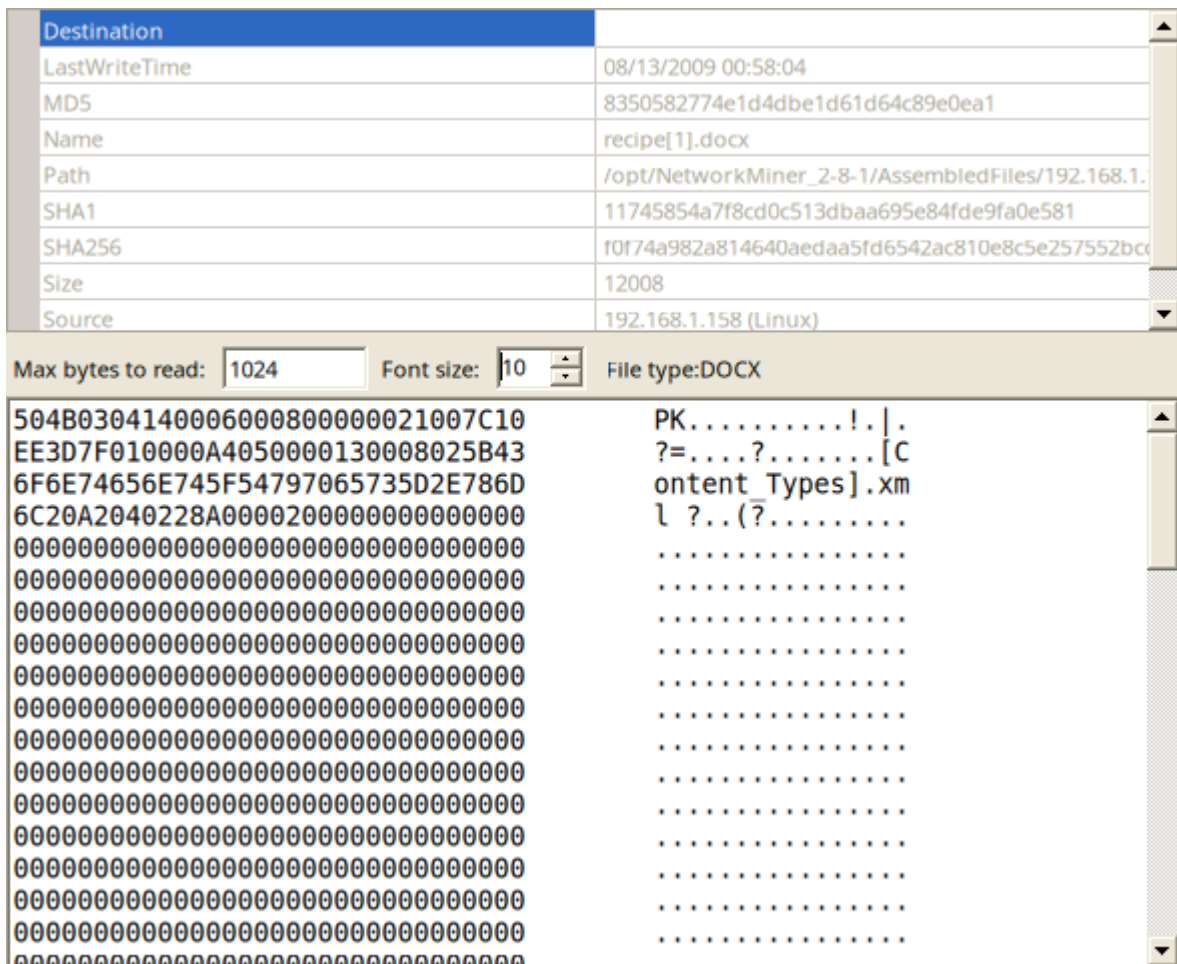 Destination
LastWriteTime 08/13/2009 00:58:04
MD5 8350582774e1d4dbe1d61d64c89e0ea1
Name recipe[1].docx
Path /opt/NetworkMiner_2-8-1/AssembledFiles/192.168.1.
SHA1 11745854a7f8cd0c513dbaa695e84fde9fa0e581
SHA256 f0f74a982a814640aedaa5fd6542ac810e8c5e257552bc
Size 12008
Source 192.168.1.158 (Linux)
Max bytes to read: 1024 Font size: 10 File type:DOCX
504B0304140006000800000021007C10 PK..........!.|.
EE3D7F010000A4050000130008025B43 ?=....?.......[C
6F6E74656E745F54797065735D2E786D ontent_Types].xm
6C20A2040228A0000200000000000000 l ?..(?.........
00000000000000000000000000000000 ................
00000000000000000000000000000000 ................
00000000000000000000000000000000 ................
00000000000000000000000000000000 ................
00000000000000000000000000000000 ................
00000000000000000000000000000000 ................
00000000000000000000000000000000 ................
00000000000000000000000000000000 ................
00000000000000000000000000000000 ................
00000000000000000000000000000000 ................
00000000000000000000000000000000 ................
00000000000000000000000000000000 ................
00000000000000000000000000000000 ................